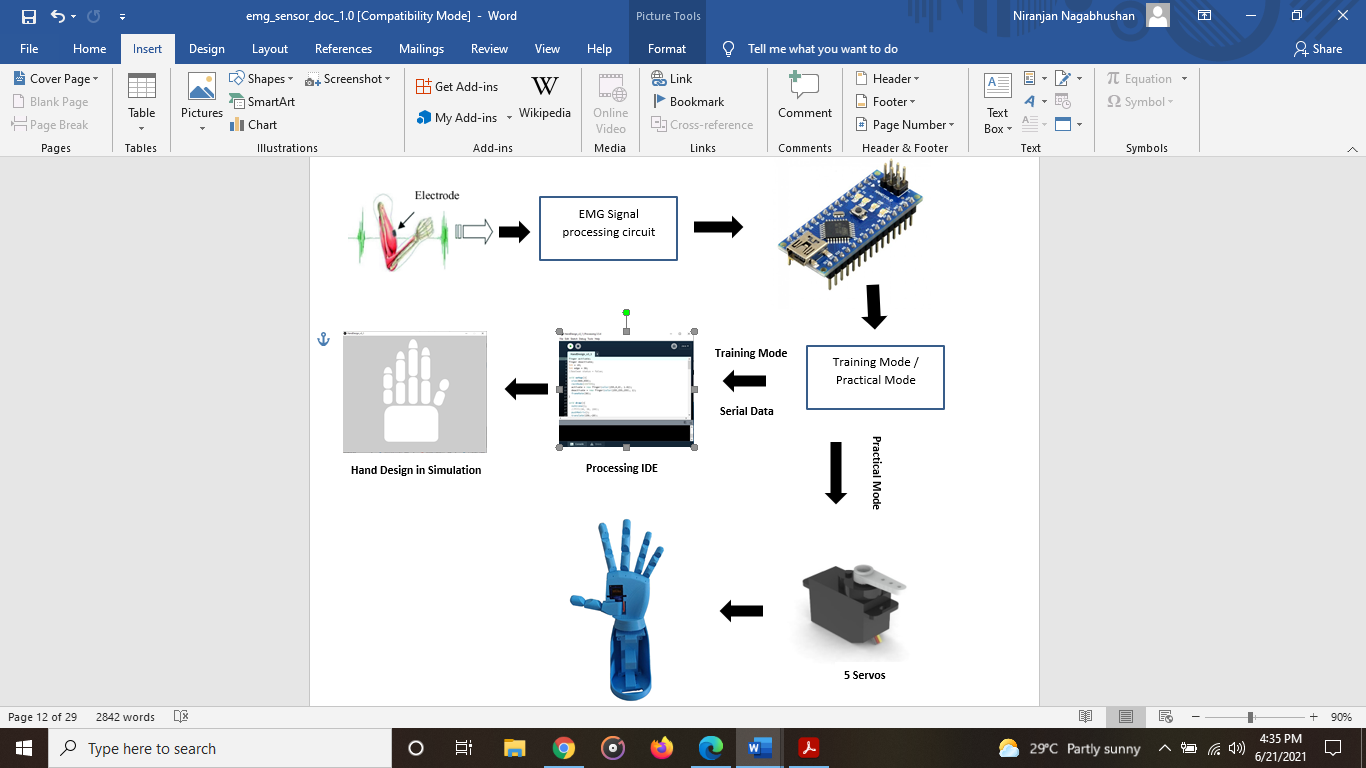 emg_sensor_doc_1.0 [Compatibility Mode] - Word
Picture Tools
Niranjan Nagabhushan
File Home Insert Design Layout References Mailings Review View Help Format Tell me what you want to do Share
Cover Page
Blank Page
Page Break
Pages
Table
Tables
Pictures
Shapes
SmartArt
Chart
Screenshot
Illustrations
Get Add-ins
My Add-ins
Wikipedia
Add-ins
Online
Video
Media
Link
Bookmark
Cross-reference
Links
Comment
Comments
Header
Footer
Page Number
Header & Footer
Text
Box
Text
Equation
Symbol
Symbols
Electrode
EMG Signal
processing circuit
Training Mode
Serial Data
Training Mode /
Practical Mode
Hand Design in Simulation
Processing IDE
Practical Mode
5 Servos
Page 12 of 29 2842 words
90%
Type here to search
29°C Partly sunny
4:35 PM
6/21/2021